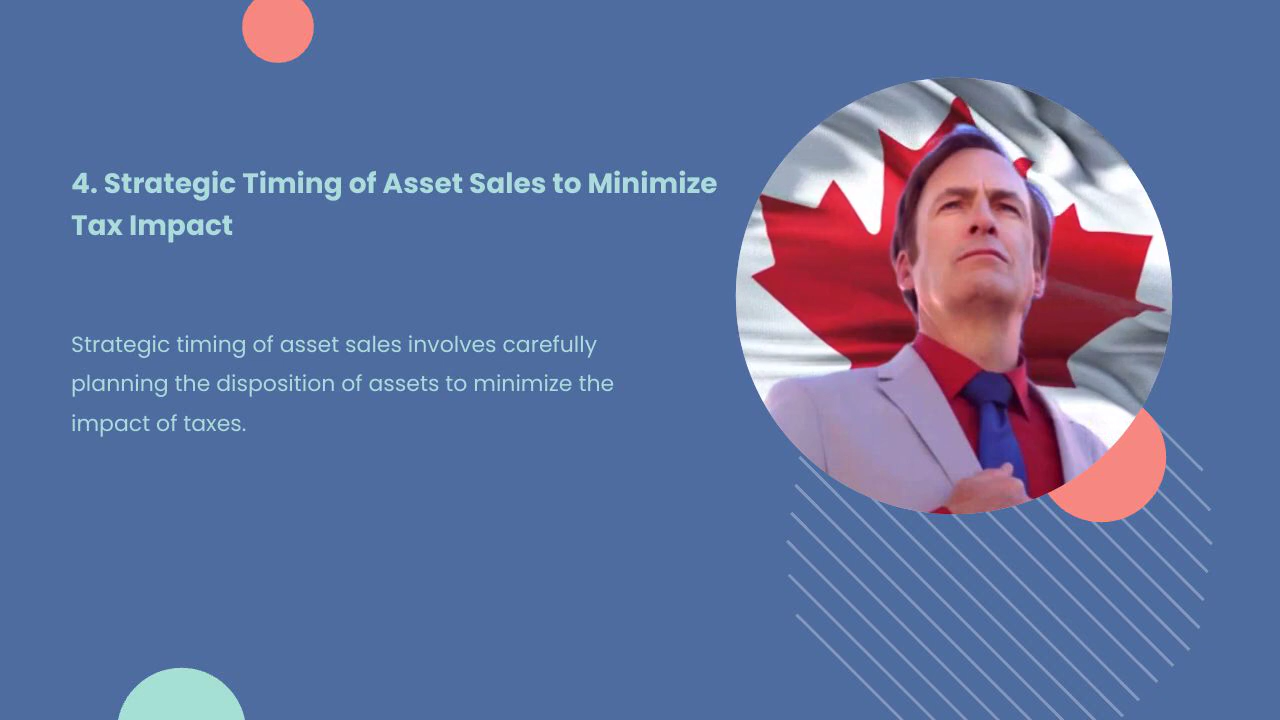 4. Strategic Timing of Asset Sales to Minimize
Tax Impact
Strategic timing of asset sales involves carefully
planning the disposition of assets to minimize the
impact of taxes.